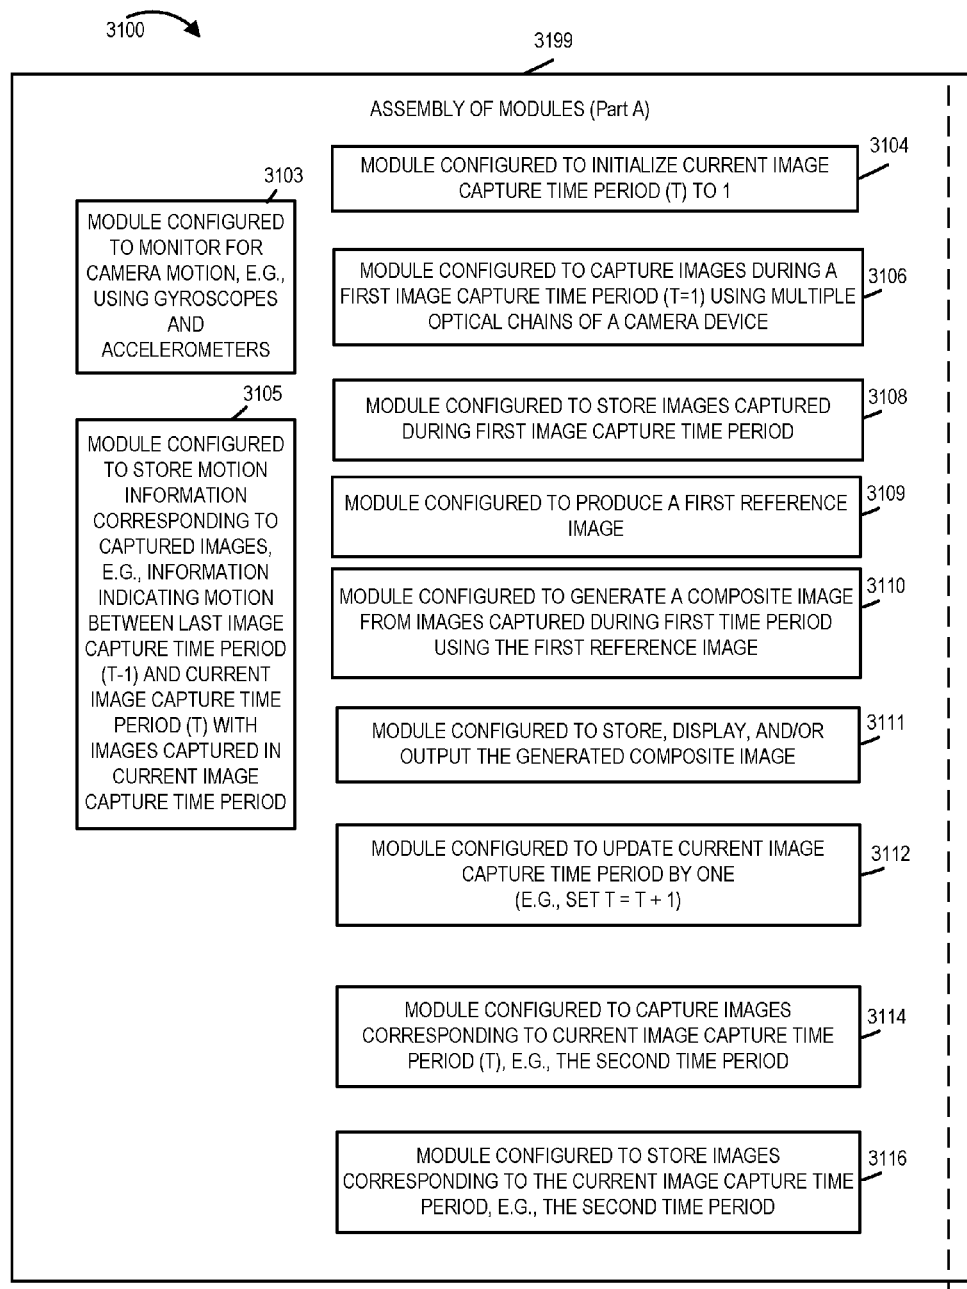 3100
3199
ASSEMBLY OF MODULES (Part A)
3104
MODULE CONFIGURED TO INITIALIZE CURRENT IMAGE
CAPTURE TIME PERIOD (T) TO 1
3103
MODULE CONFIGURED
TO MONITOR FOR
CAMERA MOTION, E.G.,
USING GYROSCOPES
AND
ACCELEROMETERS
3106
MODULE CONFIGURED TO CAPTURE IMAGES DURING A
FIRST IMAGE CAPTURE TIME PERIOD (T=1) USING MULTIPLE
OPTICAL CHAINS OF A CAMERA DEVICE
3105
MODULE CONFIGURED
TO STORE MOTION
INFORMATION
CORRESPONDING TO
CAPTURED IMAGES,
E.G., INFORMATION
INDICATING MOTION
BETWEEN LAST IMAGE
CAPTURE TIME PERIOD
(T-1) AND CURRENT
IMAGE CAPTURE TIME
PERIOD (T) WITH
IMAGES CAPTURED IN
CURRENT IMAGE
CAPTURE TIME PERIOD
3108
MODULE CONFIGURED TO STORE IMAGES CAPTURED
DURING FIRST IMAGE CAPTURE TIME PERIOD
3109
MODULE CONFIGURED TO PRODUCE A FIRST REFERENCE
IMAGE
3110
MODULE CONFIGURED TO GENERATE A COMPOSITE IMAGE
FROM IMAGES CAPTURED DURING FIRST TIME PERIOD
USING THE FIRST REFERENCE IMAGE
3111
MODULE CONFIGURED TO STORE, DISPLAY, AND/OR
OUTPUT THE GENERATED COMPOSITE IMAGE
3112
MODULE CONFIGURED TO UPDATE CURRENT IMAGE
CAPTURE TIME PERIOD BY ONE
(E.G., SET T = T + 1)
3114
MODULE CONFIGURED TO CAPTURE IMAGES
CORRESPONDING TO CURRENT IMAGE CAPTURE TIME
PERIOD (T), E.G., THE SECOND TIME PERIOD
3116
MODULE CONFIGURED TO STORE IMAGES
CORRESPONDING TO THE CURRENT IMAGE CAPTURE TIME
PERIOD, E.G., THE SECOND TIME PERIOD